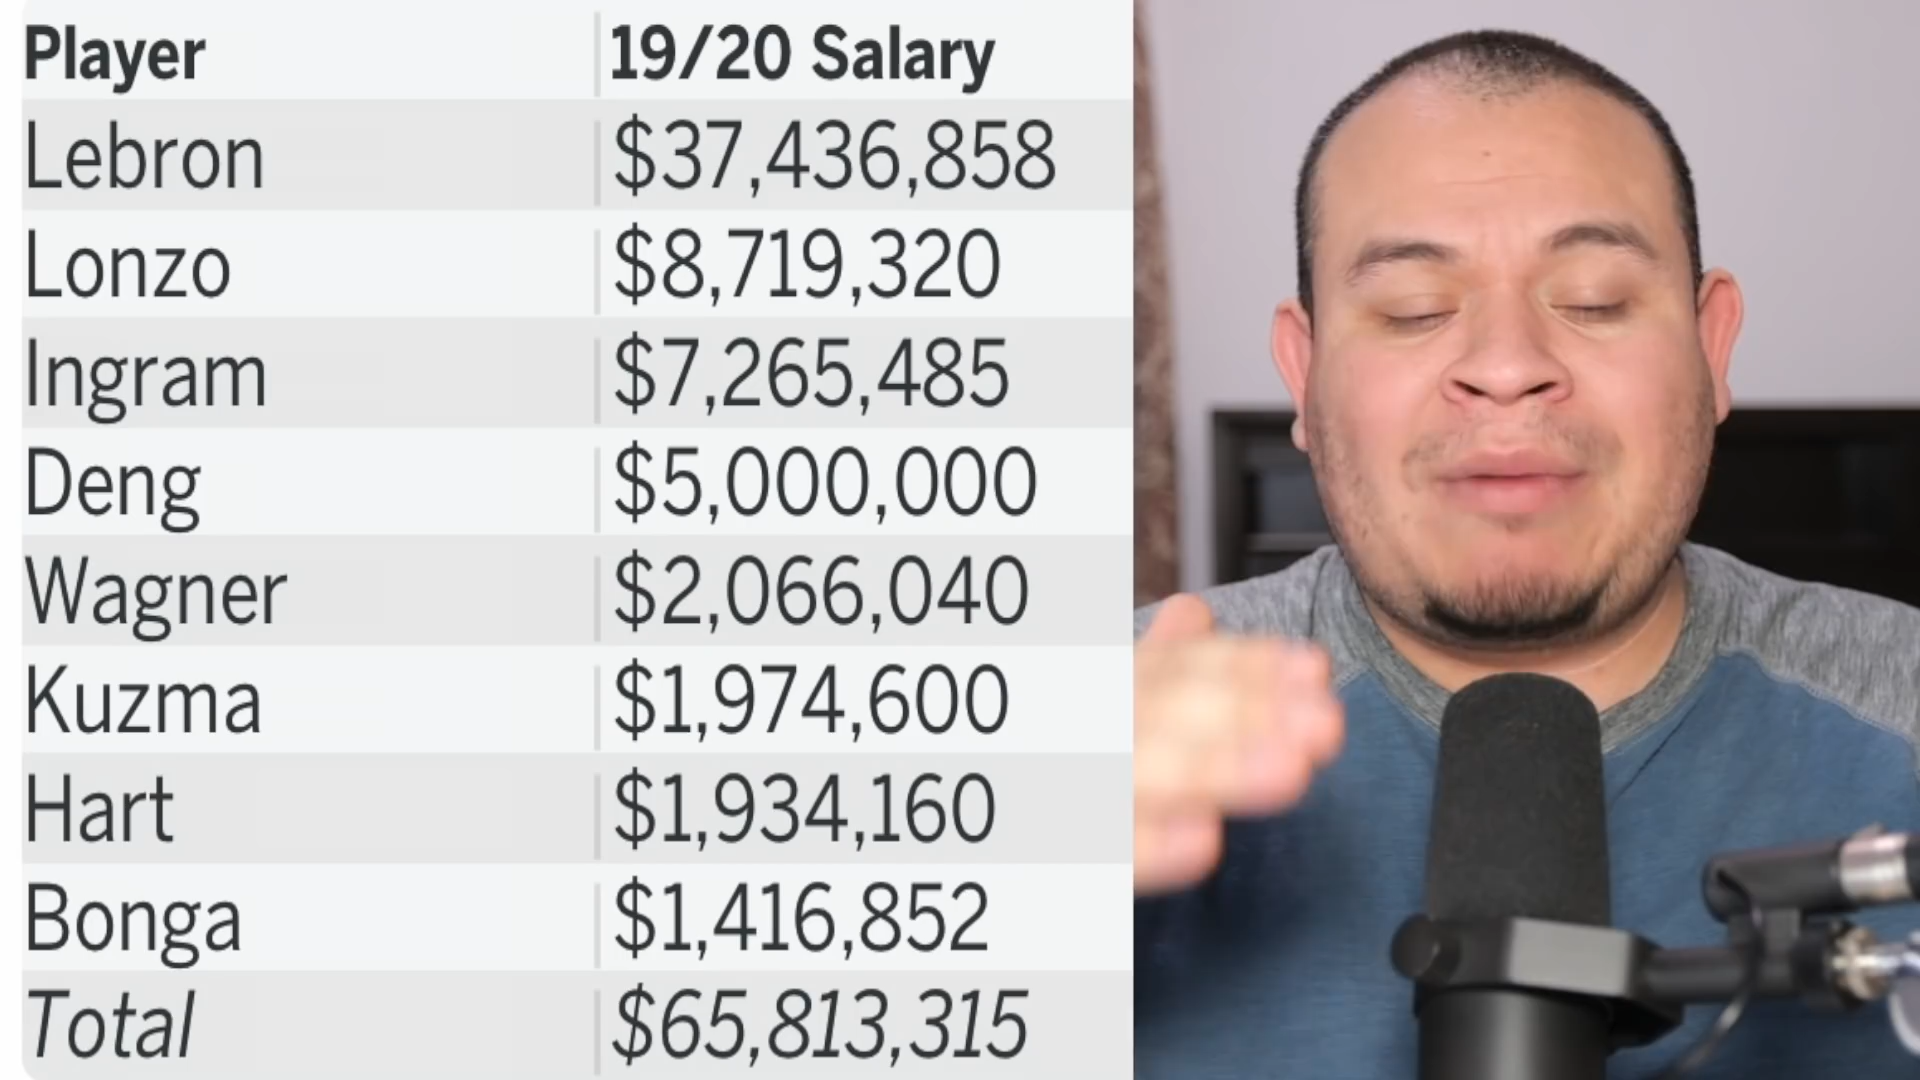 Player 19/20 Salary
Lebron $37,436,858
Lonzo $8,719,320
Ingram $7,265,485
Deng $5,000,000
Wagner $2,066,040
Kuzma $1,974,600
Hart $1,934,160
Bonga $1,416,852
Total $65,813,315